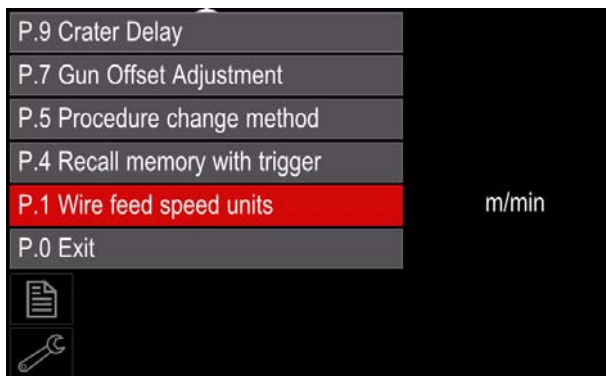 P.9 Crater Delay
P.7 Gun Offset Adjustment
P.5 Procedure change method
P.4 Recall memory with trigger
P.1 Wire feed speed units m/min
P.0 Exit